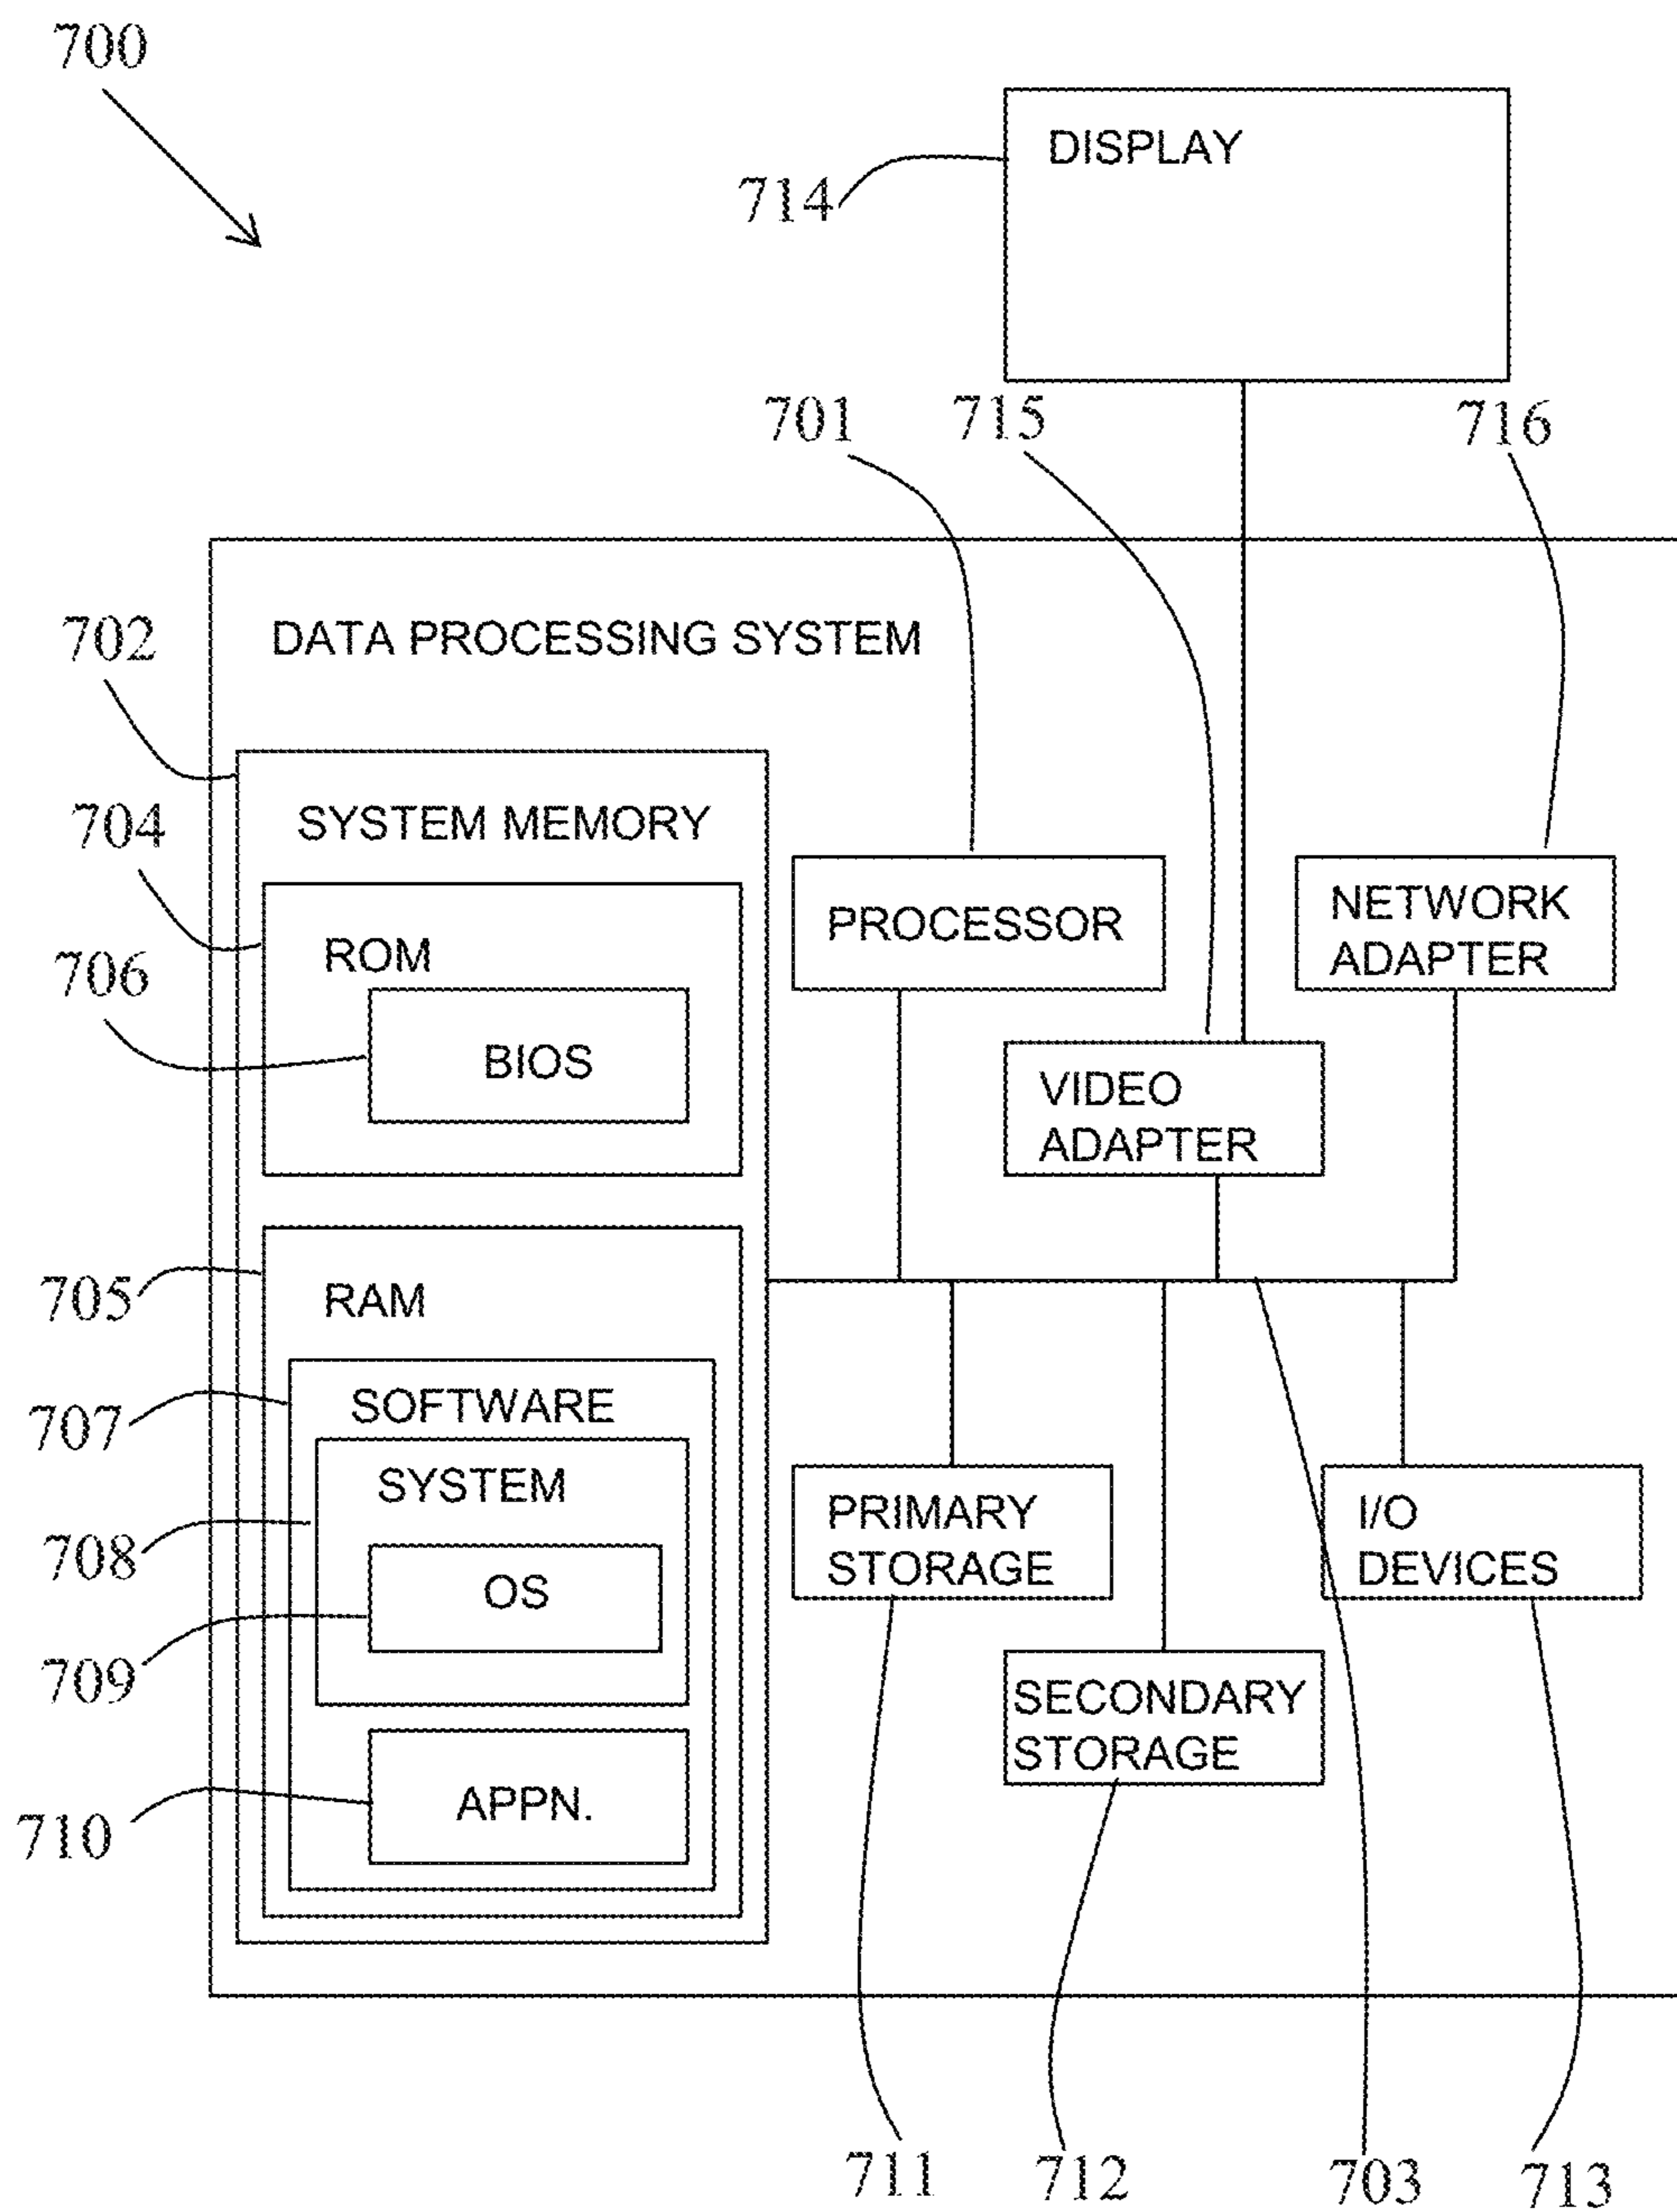 700
DISPLAY
714
701
715
716
702
DATA PROCESSING SYSTEM
704
SYSTEM MEMORY
706
ROM
BIOS
PROCESSOR
NETWORK
ADAPTER
VIDEO
ADAPTER
705
RAM
707
SOFTWARE
708
SYSTEM
709
OS
710
APPN.
PRIMARY
STORAGE
I/O
DEVICES
SECONDARY
STORAGE
711
712
703
713